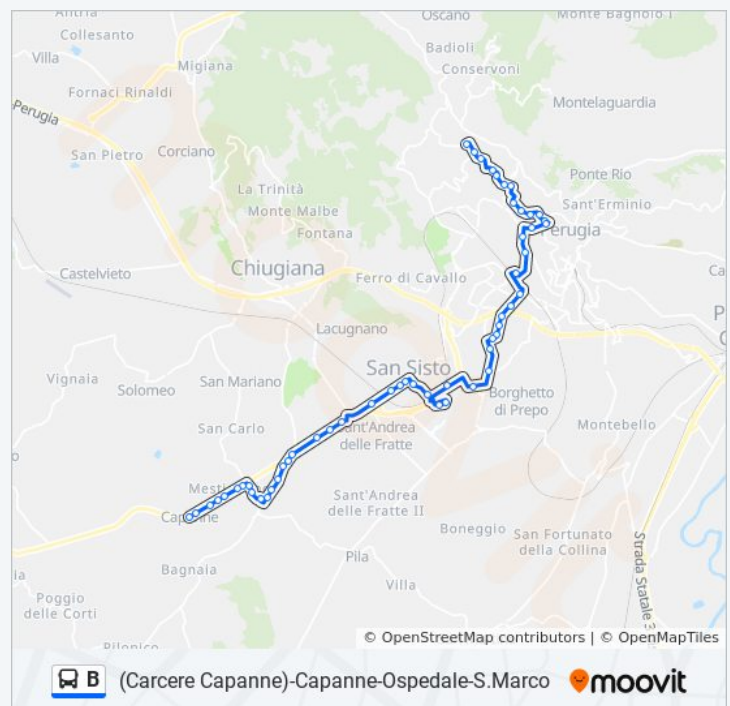 Antria
Oscano
Monte Bagnolo I
Collesanto
Badioli
Villa
Migiana
Conservoni
Fornaci Rinaldi
Montelaguardia
Perugia
San Pietro
Corciano
Ponte Rio
La Trinità
Sant'Erminio
Monte Malbe
Fontana
Perugia
Chiugiana
Castelvieto
Ferro di Cavallo
Ca
P
C
Lacugnano
San Sisto
Vignaia
San Mariano
Solomeo
Borghetto
di Prepo
San Carlo
Montebello
Sant'Andrea
delle Fratte
Sant'Andrea
delle Fratte II
Capanne
Boneggio
San Fortunato
della Collina
Pila
Bagnaia
Villa
ia
Strada Statale 3
Poggio
delle Corti
Pilonico
© OpenStreetMap contributors | © OpenMapTiles
B (Carcere Capanne)-Capanne-Ospedale-S.Marco moovit